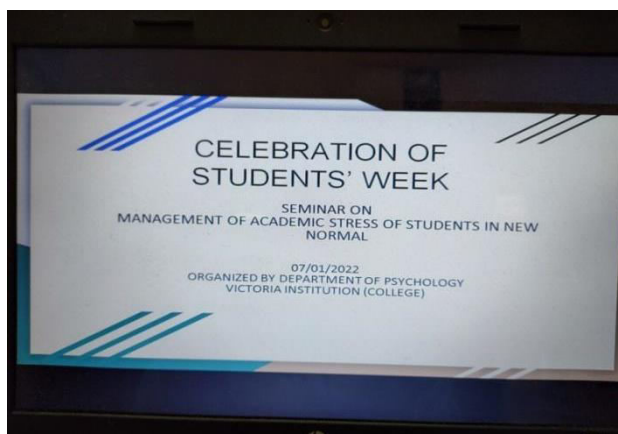 CELEBRATION OF
STUDENTS' WEEK
SEMINAR ON
MANAGEMENT OF ACADEMIC STRESS OF STUDENTS IN NEW
NORMAL
07/01/2022
ORGANIZED BY DEPARTMENT OF PSYCHOLOGY
VICTORIA INSTITUTION (COLLEGE)